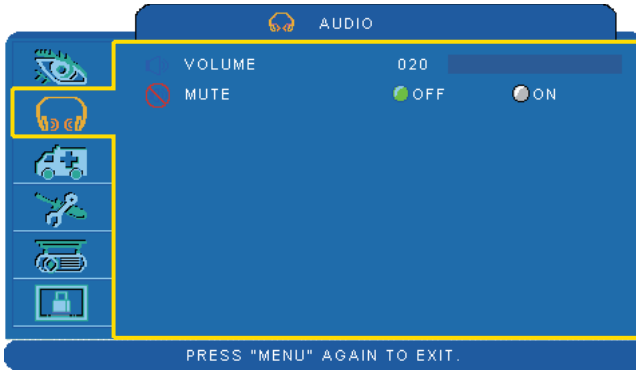 AUDIO
VOLUME 020
MUTE OFF ON
PRESS "MENU" AGAIN TO EXIT.